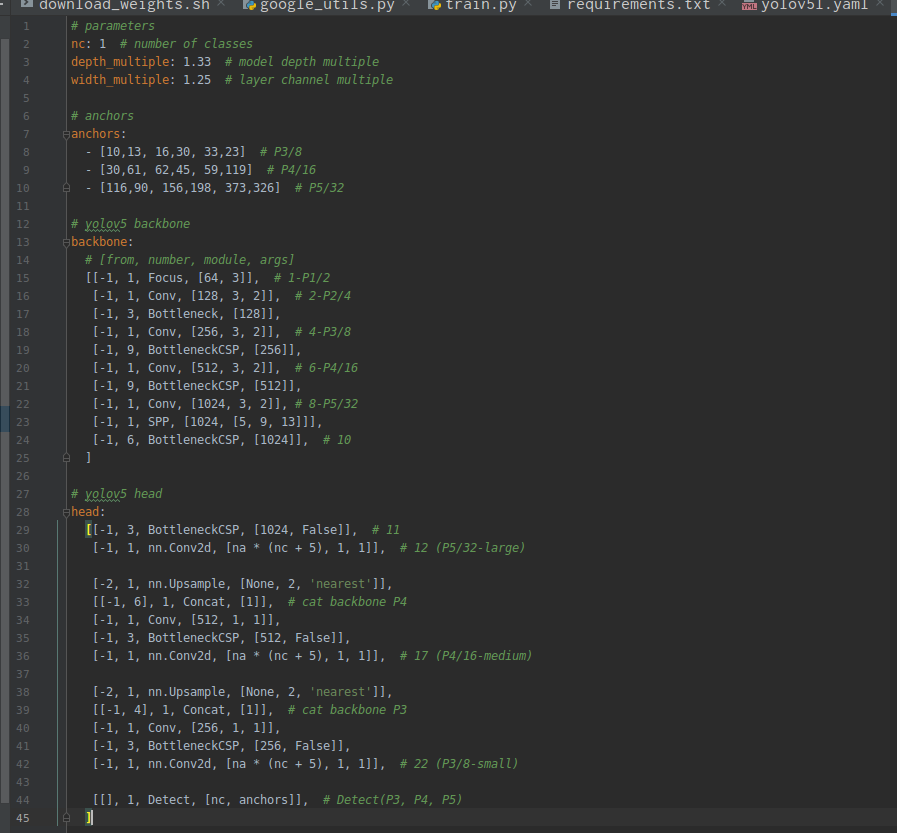 download_weights.sh google_utils.py train.py requirements.txt yolov5l.yaml
1 # parameters
2 nc: 1  # number of classes
3 depth_multiple: 1.33  # model depth multiple
4 width_multiple: 1.25  # layer channel multiple
5
6 # anchors
7 anchors:
8   - [10,13, 16,30, 33,23]  # P3/8
9   - [30,61, 62,45, 59,119]  # P4/16
10   - [116,90, 156,198, 373,326]  # P5/32
11
12 # yolov5 backbone
13 backbone:
14   # [from, number, module, args]
15   [[-1, 1, Focus, [64, 3]],  # 1-P1/2
16    [-1, 1, Conv, [128, 3, 2]],  # 2-P2/4
17    [-1, 3, Bottleneck, [128]],
18    [-1, 1, Conv, [256, 3, 2]],  # 4-P3/8
19    [-1, 9, BottleneckCSP, [256]],
20    [-1, 1, Conv, [512, 3, 2]],  # 6-P4/16
21    [-1, 9, BottleneckCSP, [512]],
22    [-1, 1, Conv, [1024, 3, 2]], # 8-P5/32
23    [-1, 1, SPP, [1024, [5, 9, 13]]],
24    [-1, 6, BottleneckCSP, [1024]],  # 10
25   ]
26
27 # yolov5 head
28 head:
29   [[-1, 3, BottleneckCSP, [1024, False]],  # 11
30    [-1, 1, nn.Conv2d, [na * (nc + 5), 1, 1]],  # 12 (P5/32-large)
31
32    [-2, 1, nn.Upsample, [None, 2, 'nearest']],
33    [[-1, 6], 1, Concat, [1]],  # cat backbone P4
34    [-1, 1, Conv, [512, 1, 1]],
35    [-1, 3, BottleneckCSP, [512, False]],
36    [-1, 1, nn.Conv2d, [na * (nc + 5), 1, 1]],  # 17 (P4/16-medium)
37
38    [-2, 1, nn.Upsample, [None, 2, 'nearest']],
39    [[-1, 4], 1, Concat, [1]],  # cat backbone P3
40    [-1, 1, Conv, [256, 1, 1]],
41    [-1, 3, BottleneckCSP, [256, False]],
42    [-1, 1, nn.Conv2d, [na * (nc + 5), 1, 1]],  # 22 (P3/8-small)
43
44    [[], 1, Detect, [nc, anchors]],  # Detect(P3, P4, P5)
45   ]